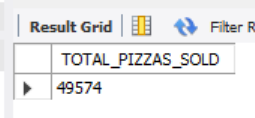 Result Grid Filter R
TOTAL_PIZZAS_SOLD
49574